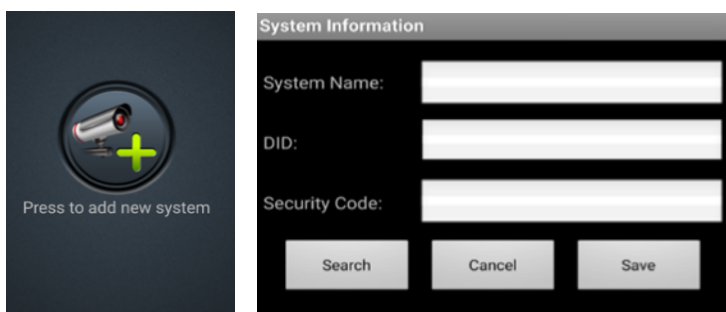 Press to add new system
System Information
System Name:
DID:
Security Code:
Search
Cancel
Save